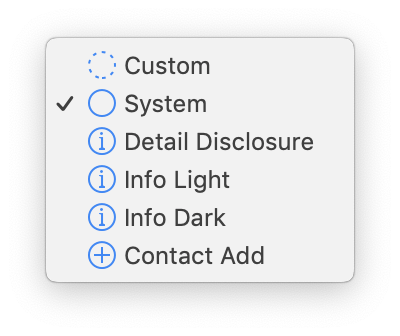 Custom
System
Detail Disclosure
Info Light
Info Dark
Contact Add